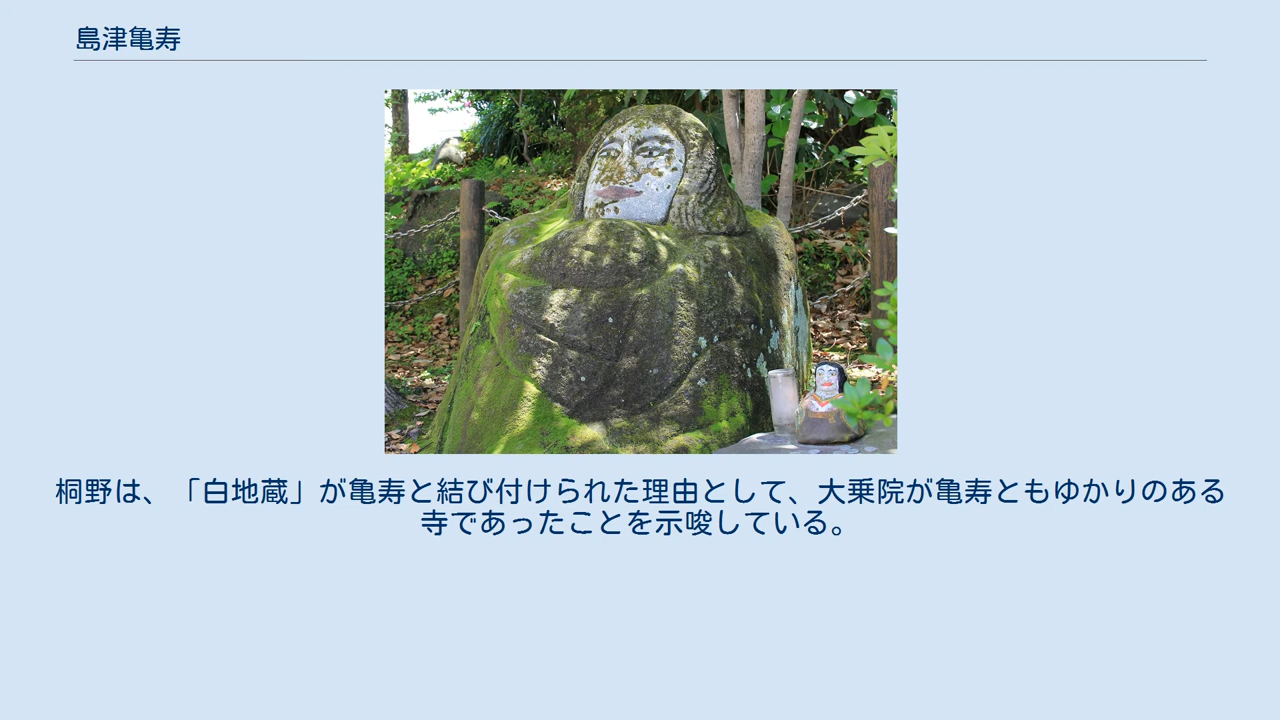 島津亀寿
桐野は、「白地蔵」が亀寿と結び付けられた理由として、大乗院が亀寿ともゆかりのある
寺であったことを示唆している。